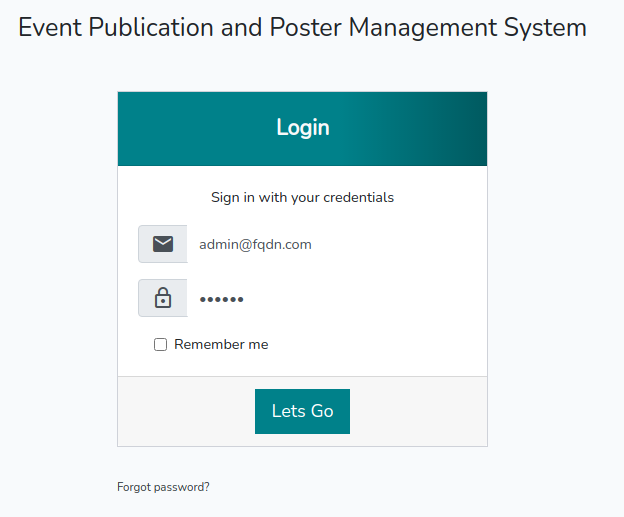 Event Publication and Poster Management System
Login
Sign in with your credentials
admin@fqdn.com
••••••
Remember me
Lets Go
Forgot password?